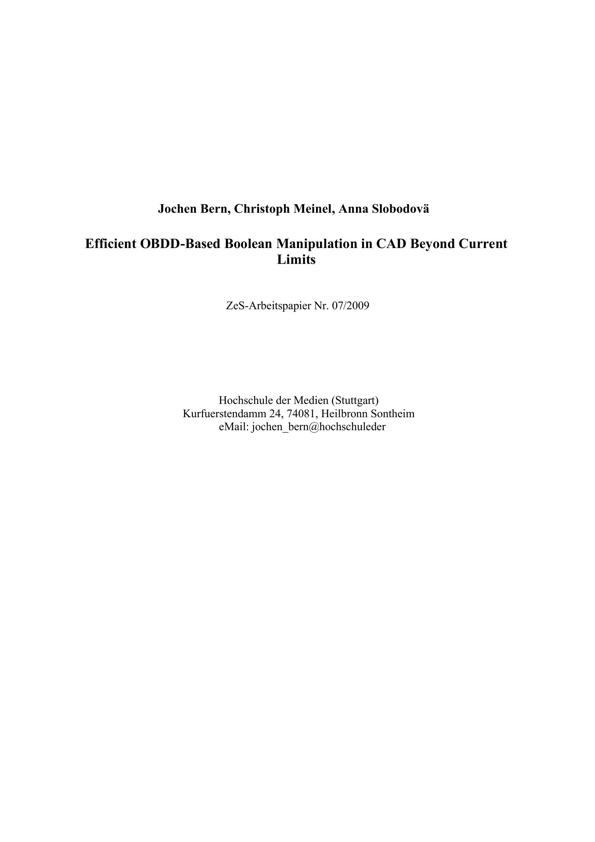 Jochen Bern, Christoph Meinel, Anna Slobodovä
Efficient OBDD-Based Boolean Manipulation in CAD Beyond Current
Limits
ZeS-Arbeitspapier Nr. 07/2009
Hochschule der Medien (Stuttgart)
Kurfuerstendamm 24, 74081, Heilbronn Sontheim
eMail: jochen_bern@hochschuleder